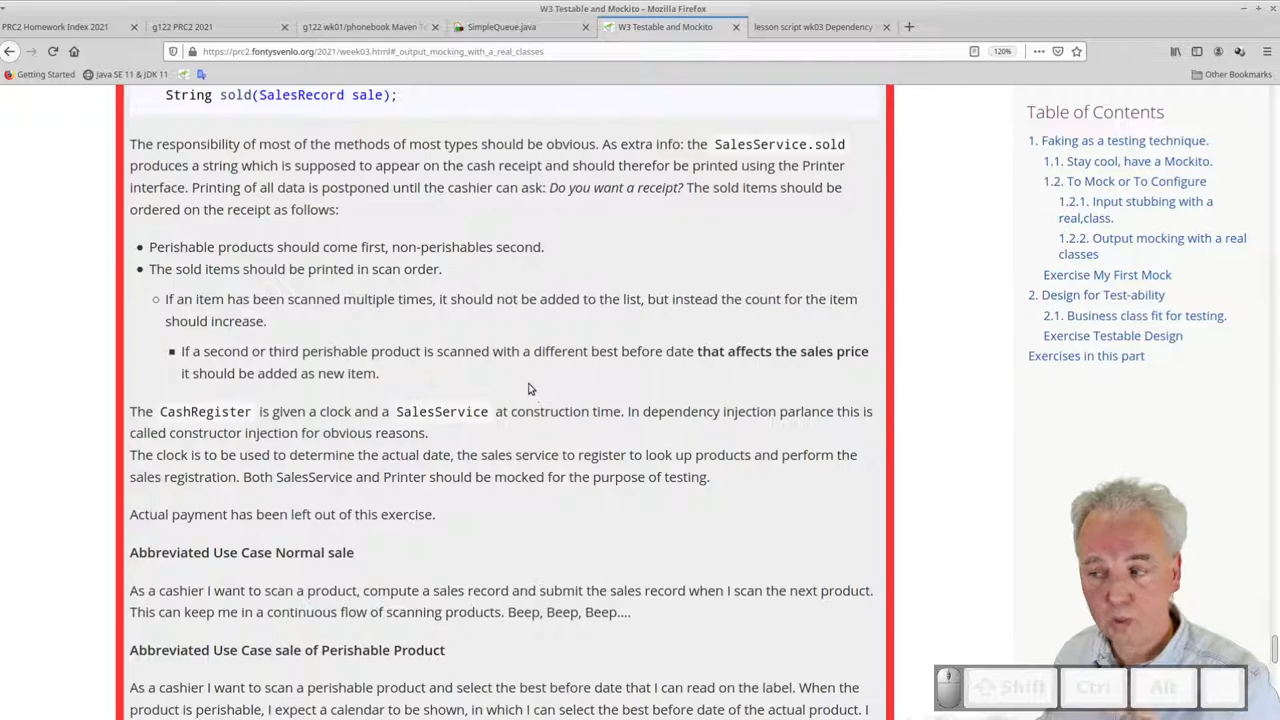 W3 Testable and Mockito - Mozilla Firefox
PRC2 Homework Index 2021
g122 PRC2 2021
g122 wk01/phonebook Maven Te
SimpleQueue.java
W3 Testable and Mockito
lesson script wk03 Dependency
https://prc2.fontysvenlo.org/2021/week03.html#_output_mocking_with_a_real_classes
120%
Getting Started
Java SE 11 & JDK 11
Other Bookmarks
String sold(SalesRecord sale);
The responsibility of most of the methods of most types should be obvious. As extra info: the SalesService.sold
produces a string which is supposed to appear on the cash receipt and should therefor be printed using the Printer
interface. Printing of all data is postponed until the cashier can ask: Do you want a receipt? The sold items should be
ordered on the receipt as follows:
• Perishable products should come first, non-perishables second.
• The sold items should be printed in scan order.
○ If an item has been scanned multiple times, it should not be added to the list, but instead the count for the item
should increase.
▪ If a second or third perishable product is scanned with a different best before date that affects the sales price
it should be added as new item.
The CashRegister is given a clock and a SalesService at construction time. In dependency injection parlance this is
called constructor injection for obvious reasons.
The clock is to be used to determine the actual date, the sales service to register to look up products and perform the
sales registration. Both SalesService and Printer should be mocked for the purpose of testing.
Actual payment has been left out of this exercise.
Abbreviated Use Case Normal sale
As a cashier I want to scan a product, compute a sales record and submit the sales record when I scan the next product.
This can keep me in a continuous flow of scanning products. Beep, Beep, Beep....
Abbreviated Use Case sale of Perishable Product
As a cashier I want to scan a perishable product and select the best before date that I can read on the label. When the
product is perishable, I expect a calendar to be shown, in which I can select the best before date of the actual product. I
Table of Contents
1. Faking as a testing technique.
1.1. Stay cool, have a Mockito.
1.2. To Mock or To Configure
1.2.1. Input stubbing with a
real,class.
1.2.2. Output mocking with a real
classes
Exercise My First Mock
2. Design for Test-ability
2.1. Business class fit for testing.
Exercise Testable Design
Exercises in this part
Shift
Ctrl
Alt